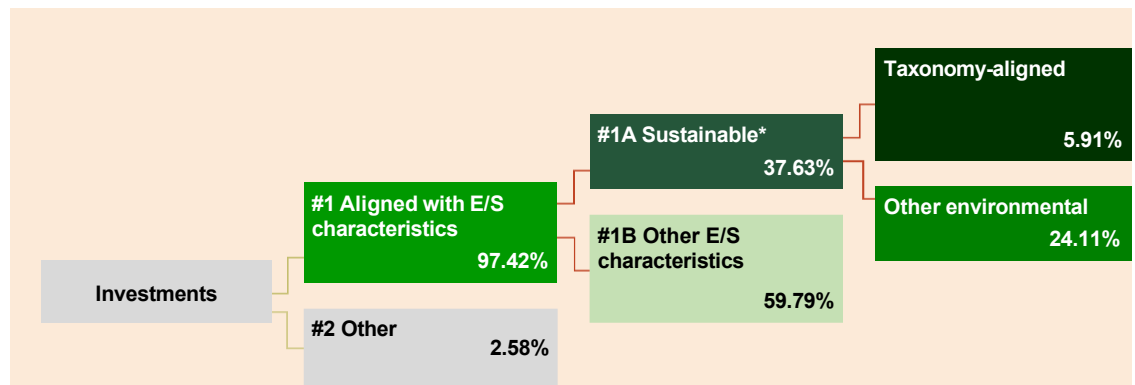 Taxonomy-aligned
5.91%
#1A Sustainable*
37.63%
Other environmental
24.11%
#1 Aligned with E/S
characteristics
97.42%
#1B Other E/S
characteristics
59.79%
Investments
#2 Other
2.58%